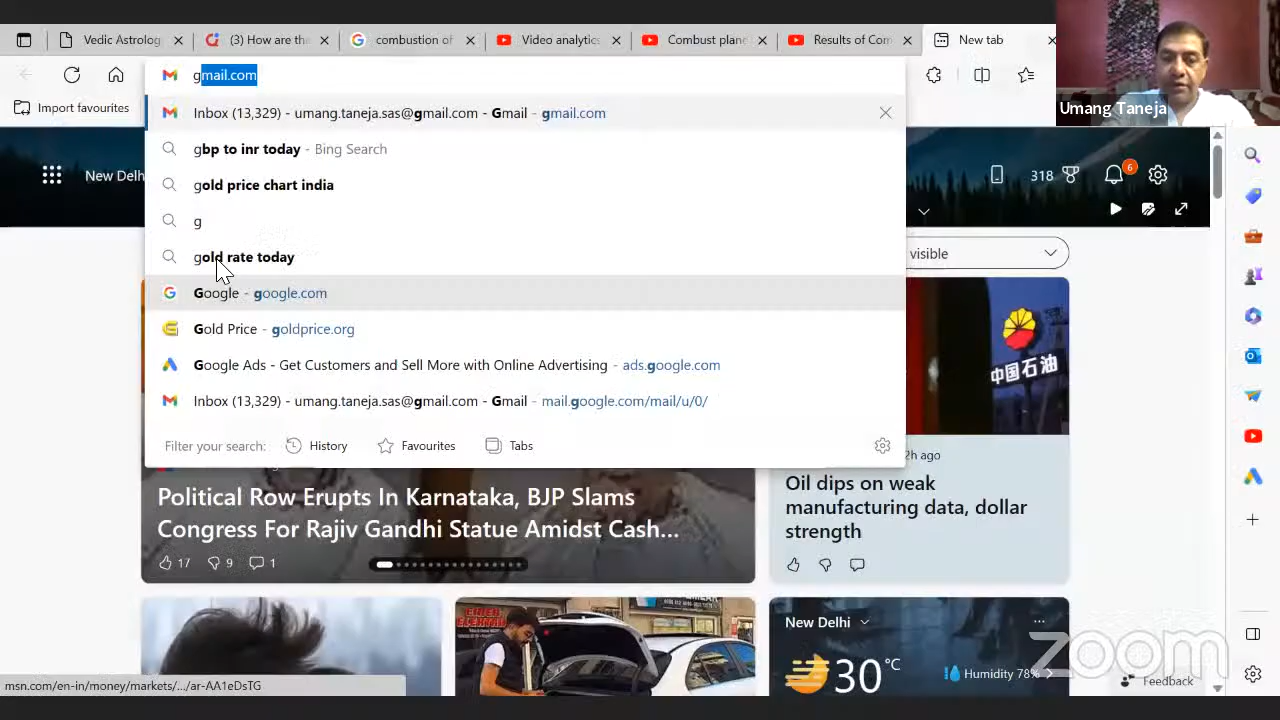 Vedic Astrolog
(3) How are the
combustion of
Video analytics
Combust plane
Results of Com
New tab
gmail.com
Import favourites
Umang Taneja
Inbox (13,329) - umang.taneja.sas@gmail.com - Gmail - gmail.com
gbp to inr today - Bing Search
gold price chart india
g
gold rate today
Google - google.com
Gold Price - goldprice.org
Google Ads - Get Customers and Sell More with Online Advertising - ads.google.com
Inbox (13,329) - umang.taneja.sas@gmail.com - Gmail - mail.google.com/mail/u/0/
Filter your search:
History
Favourites
Tabs
New Delh
318
6
visible
中国石油
2h ago
Political Row Erupts In Karnataka, BJP Slams
Congress For Rajiv Gandhi Statue Amidst Cash...
17
9
1
Oil dips on weak
manufacturing data, dollar
strength
New Delhi
30 °C
Humidity 78%
zoom
Feedback
msn.com/en-in/money/markets/.../ar-AA1eDsTG